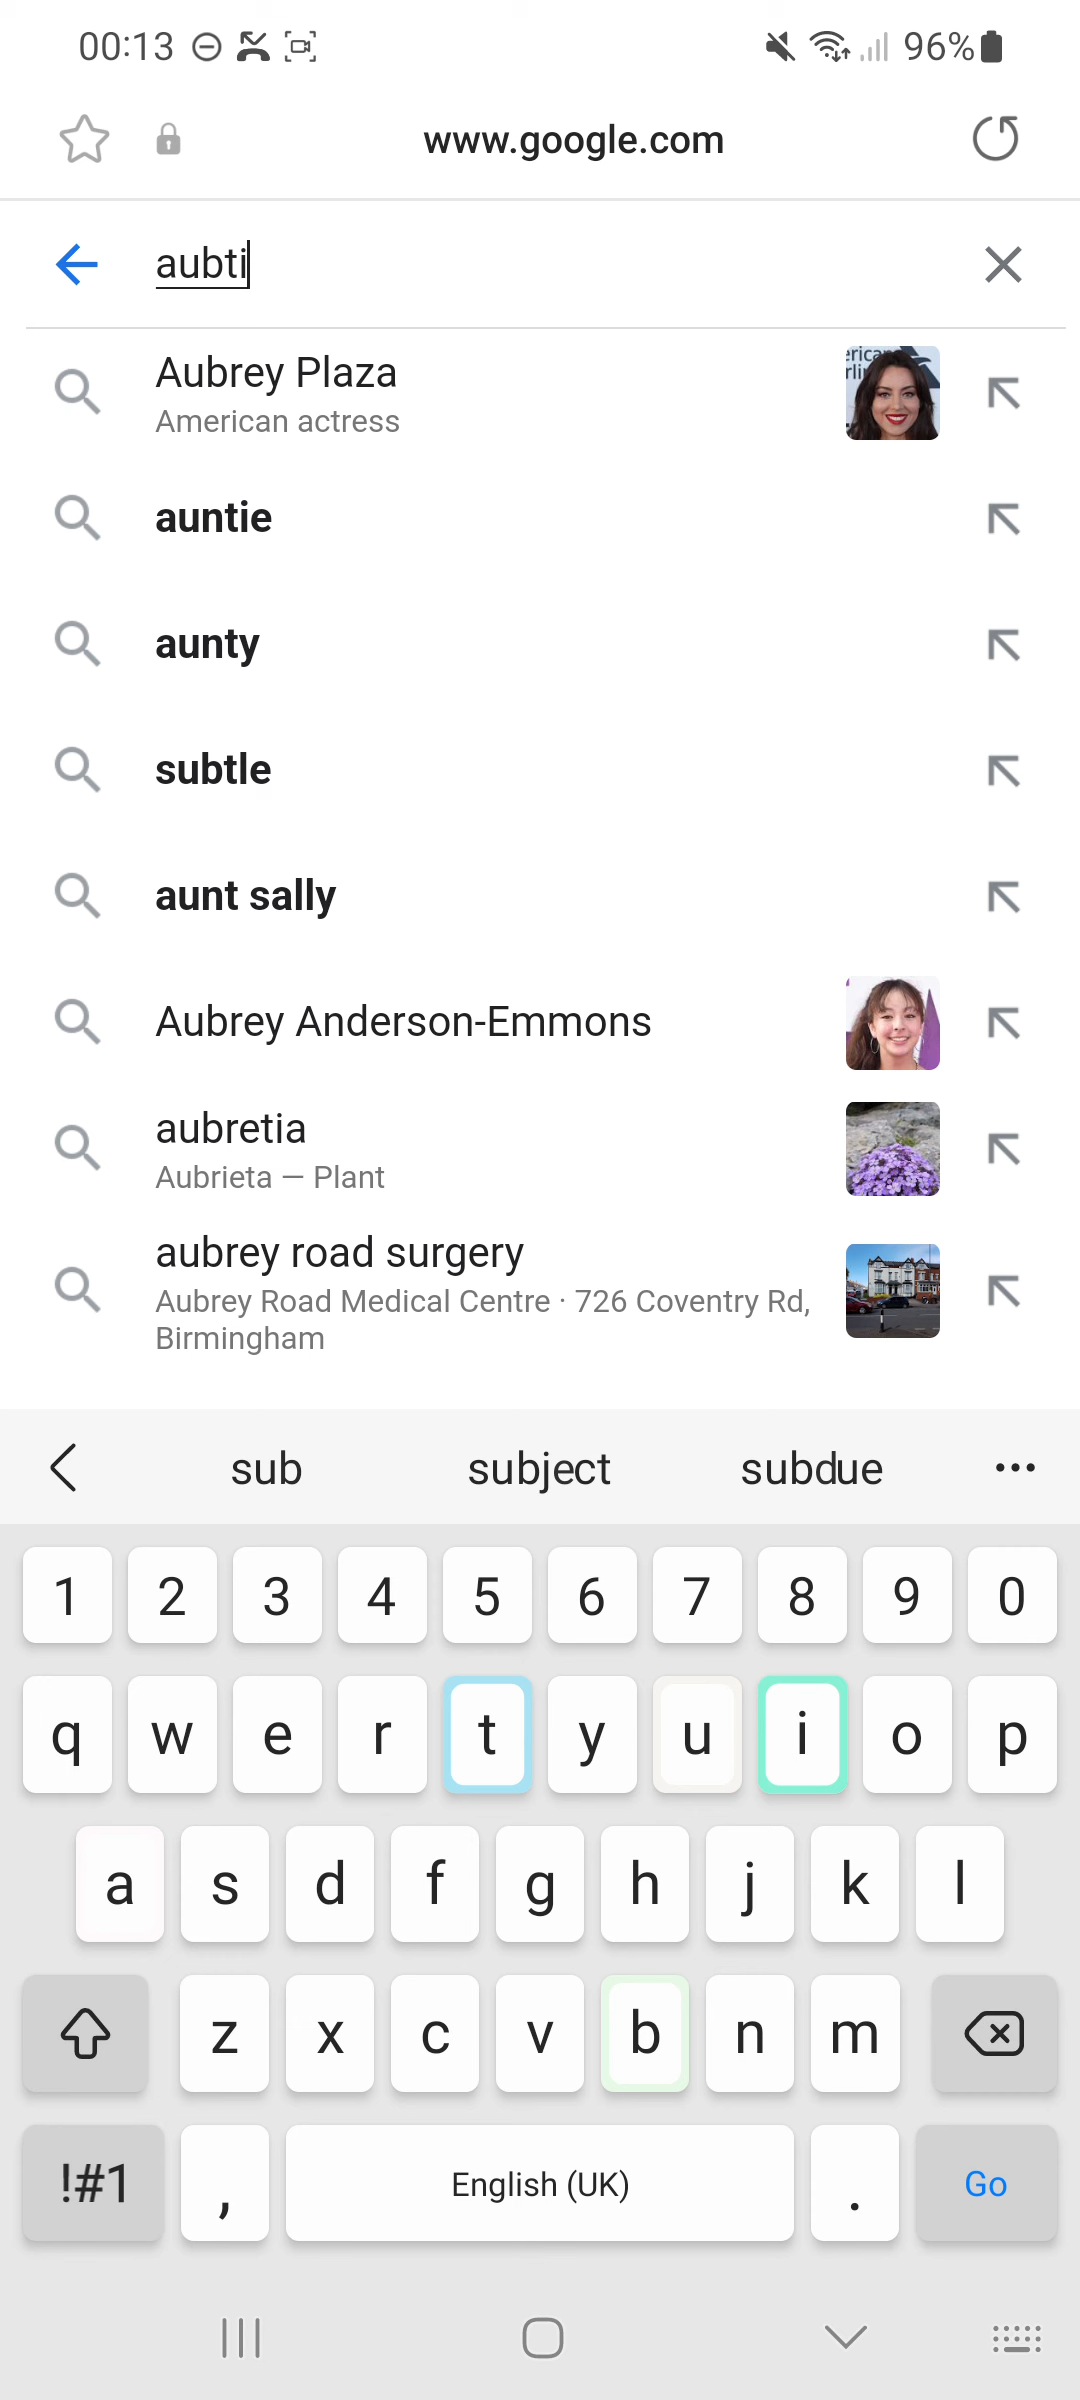 00:13
96%
www.google.com
aubti
Aubrey Plaza
American actress
auntie
aunty
subtle
aunt sally
Aubrey Anderson-Emmons
aubretia
Aubrieta — Plant
aubrey road surgery
Aubrey Road Medical Centre · 726 Coventry Rd,
Birmingham
sub subject subdue
1 2 3 4 5 6 7 8 9 0
q w e r t y u i o p
a s d f g h j k l
z x c v b n m
!#1 , English (UK) . Go